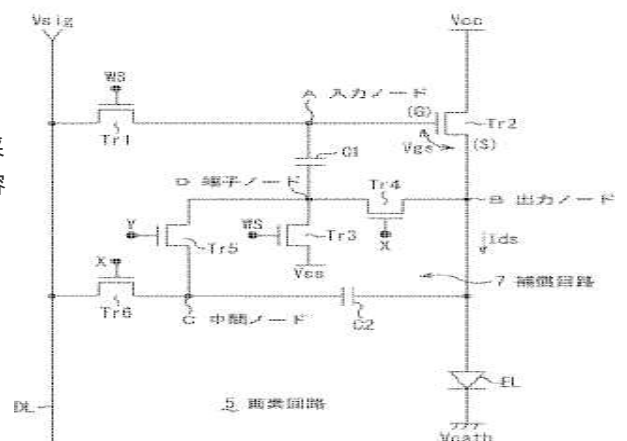 Vsig
Vcc
WS
A 入力ノード
(G)
Tr2
Tr1
C1
Vgs
(S)
D 端子ノード
Tr4
B 出力ノード
Y
WS
Tr5
Tr3
X
Ids
X
Vss
7 補償回路
Tr6
C 中間ノード
C2
EL
DL
5 画素回路
Vcath